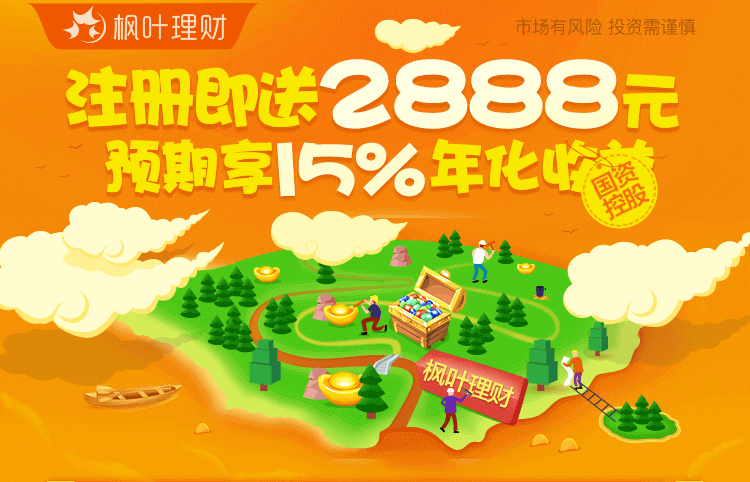 枫叶理财
市场有风险 投资需谨慎
注册即送2888元
预期享15%年化收益
国资
控股
枫叶理财